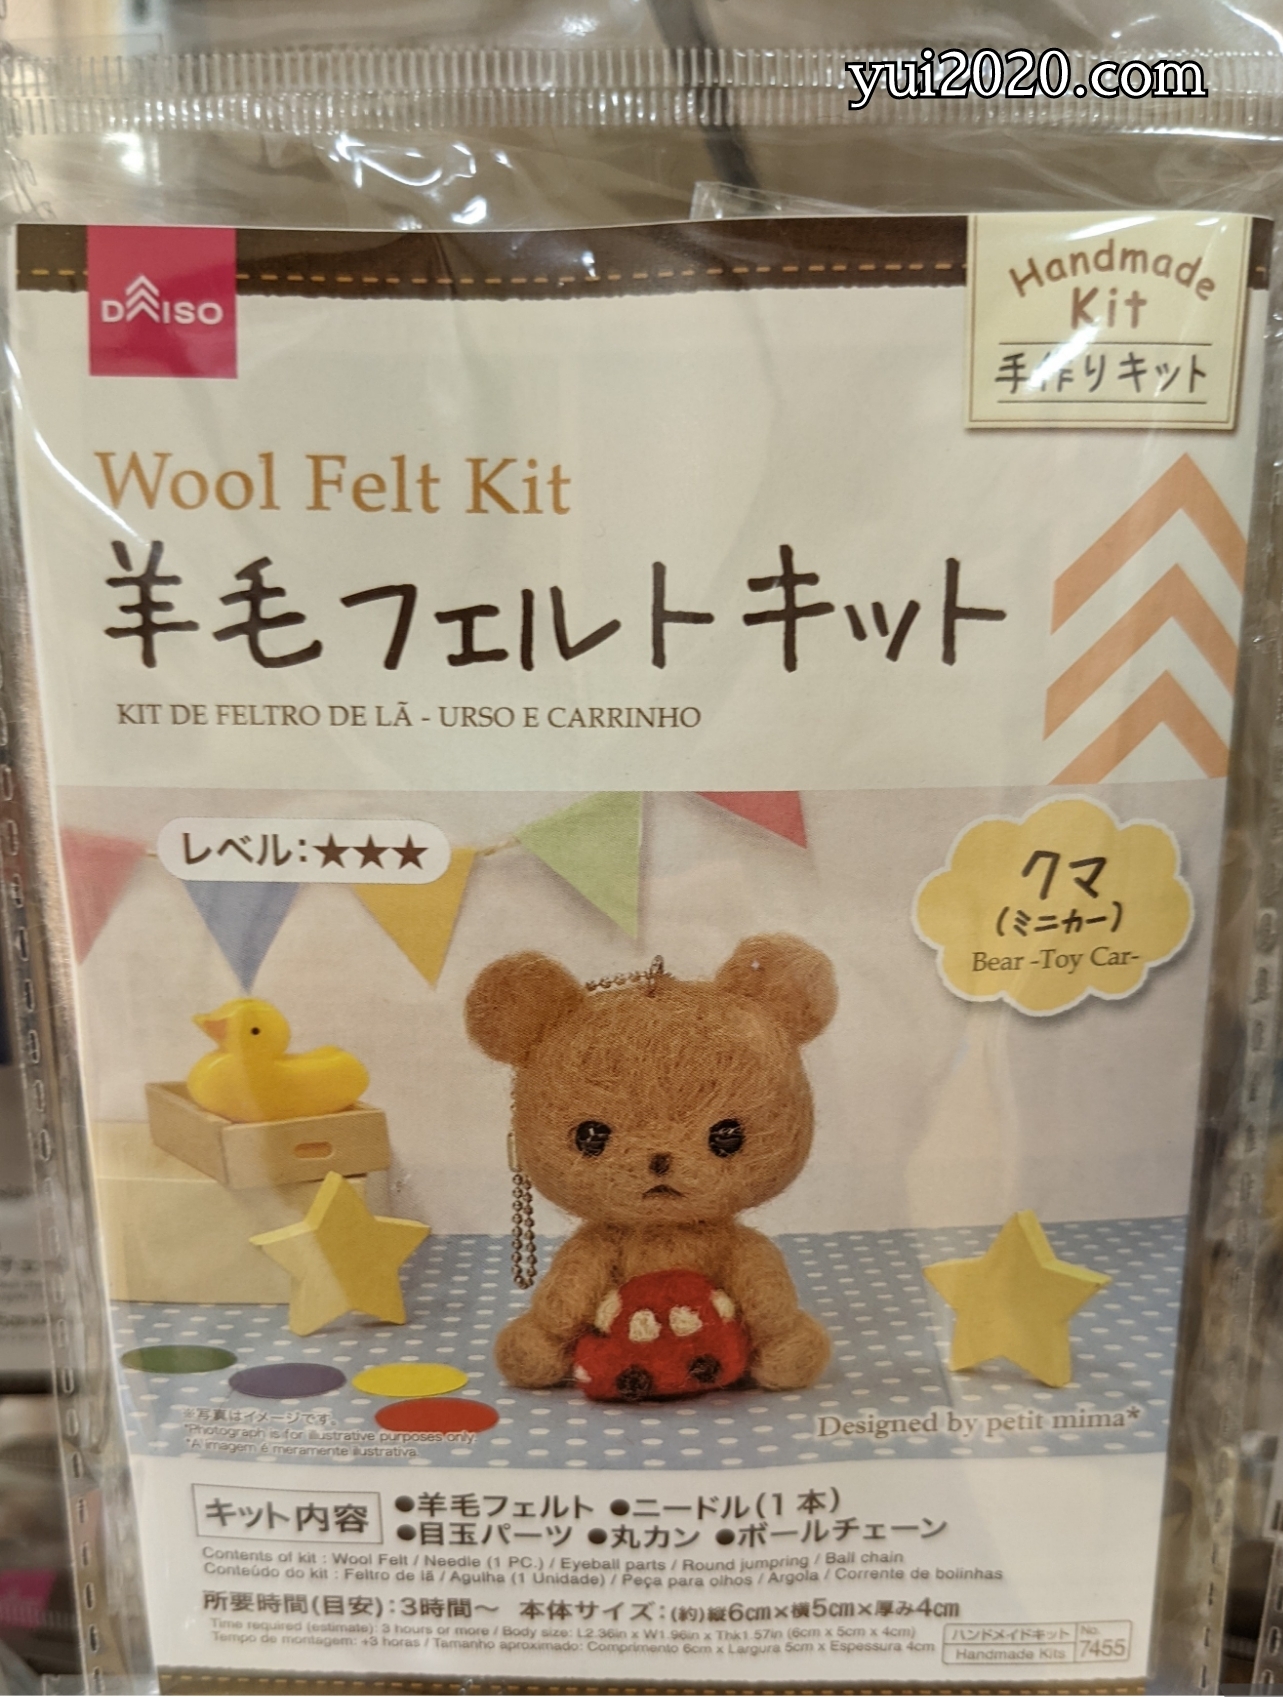 yui2020.com
DAISO
Handmade
Kit
手作りキット
Wool Felt Kit
羊毛フェルトキット
KIT DE FELTRO DE LÃ - URSO E CARRINHO
レベル:★★★
クマ
(ミニカー)
Bear -Toy Car-
※写真はイメージです。
*Photograph is for illustrative purposes only.
*A imagem é meramente ilustrativa.
Designed by petit mima*
キット内容
●羊毛フェルト ●ニードル(1本)
●目玉パーツ ●丸カン ●ボールチェーン
Contents of kit : Wool Felt / Needle (1 PC.) / Eyeball parts / Round jumpring / Ball chain
Conteúdo do kit : Feltro de lã / Agulha (1 Unidade) / Peça para olhos / Argola / Corrente de bolinhas
所要時間(目安):3時間～ 本体サイズ:(約)縦6cm×横5cm×厚み4cm
Time required (estimate): 3 hours or more / Body size: L2.36in x W1.96in x Thk1.57in (6cm x 5cm x 4cm)
Tempo de montagem: +3 horas / Tamanho aproximado: Comprimento 6cm x Largura 5cm x Espessura 4cm
ハンドメイドキット
Handmade Kits
No.
7455